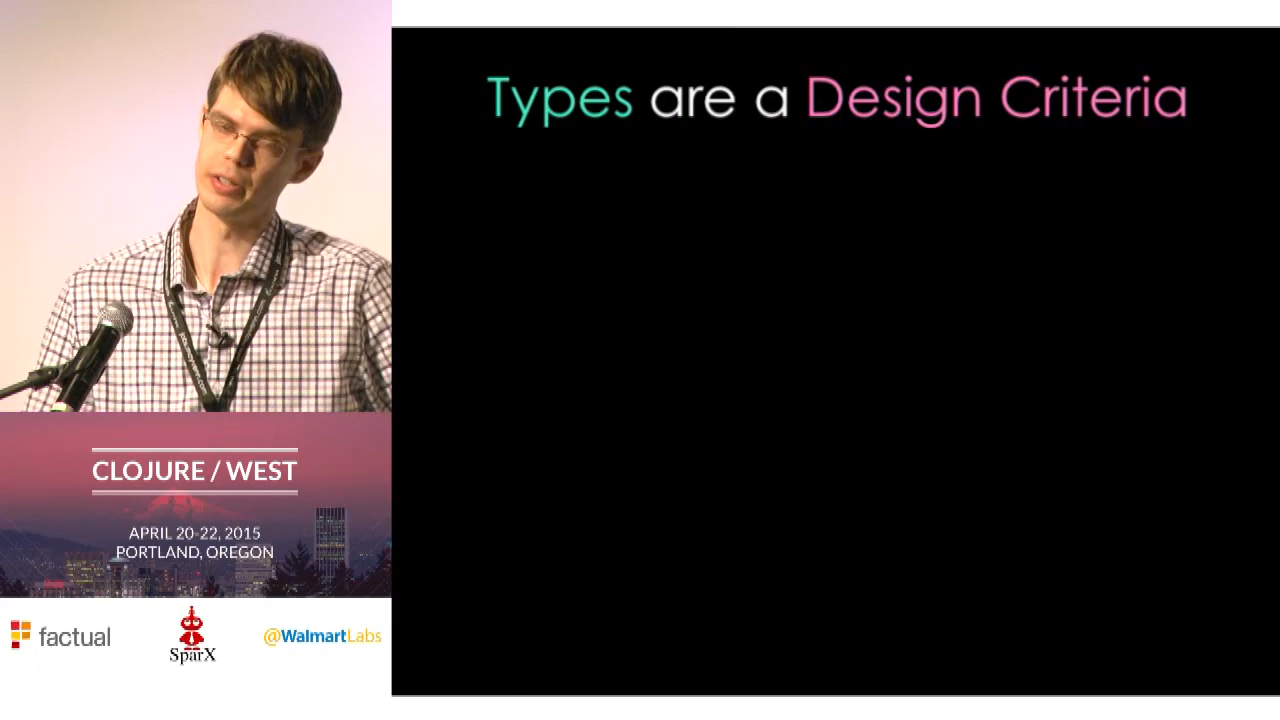 Types are a Design Criteria
CLOJURE / WEST
APRIL 20-22, 2015
PORTLAND, OREGON
factual
SparX
@WalmartLabs